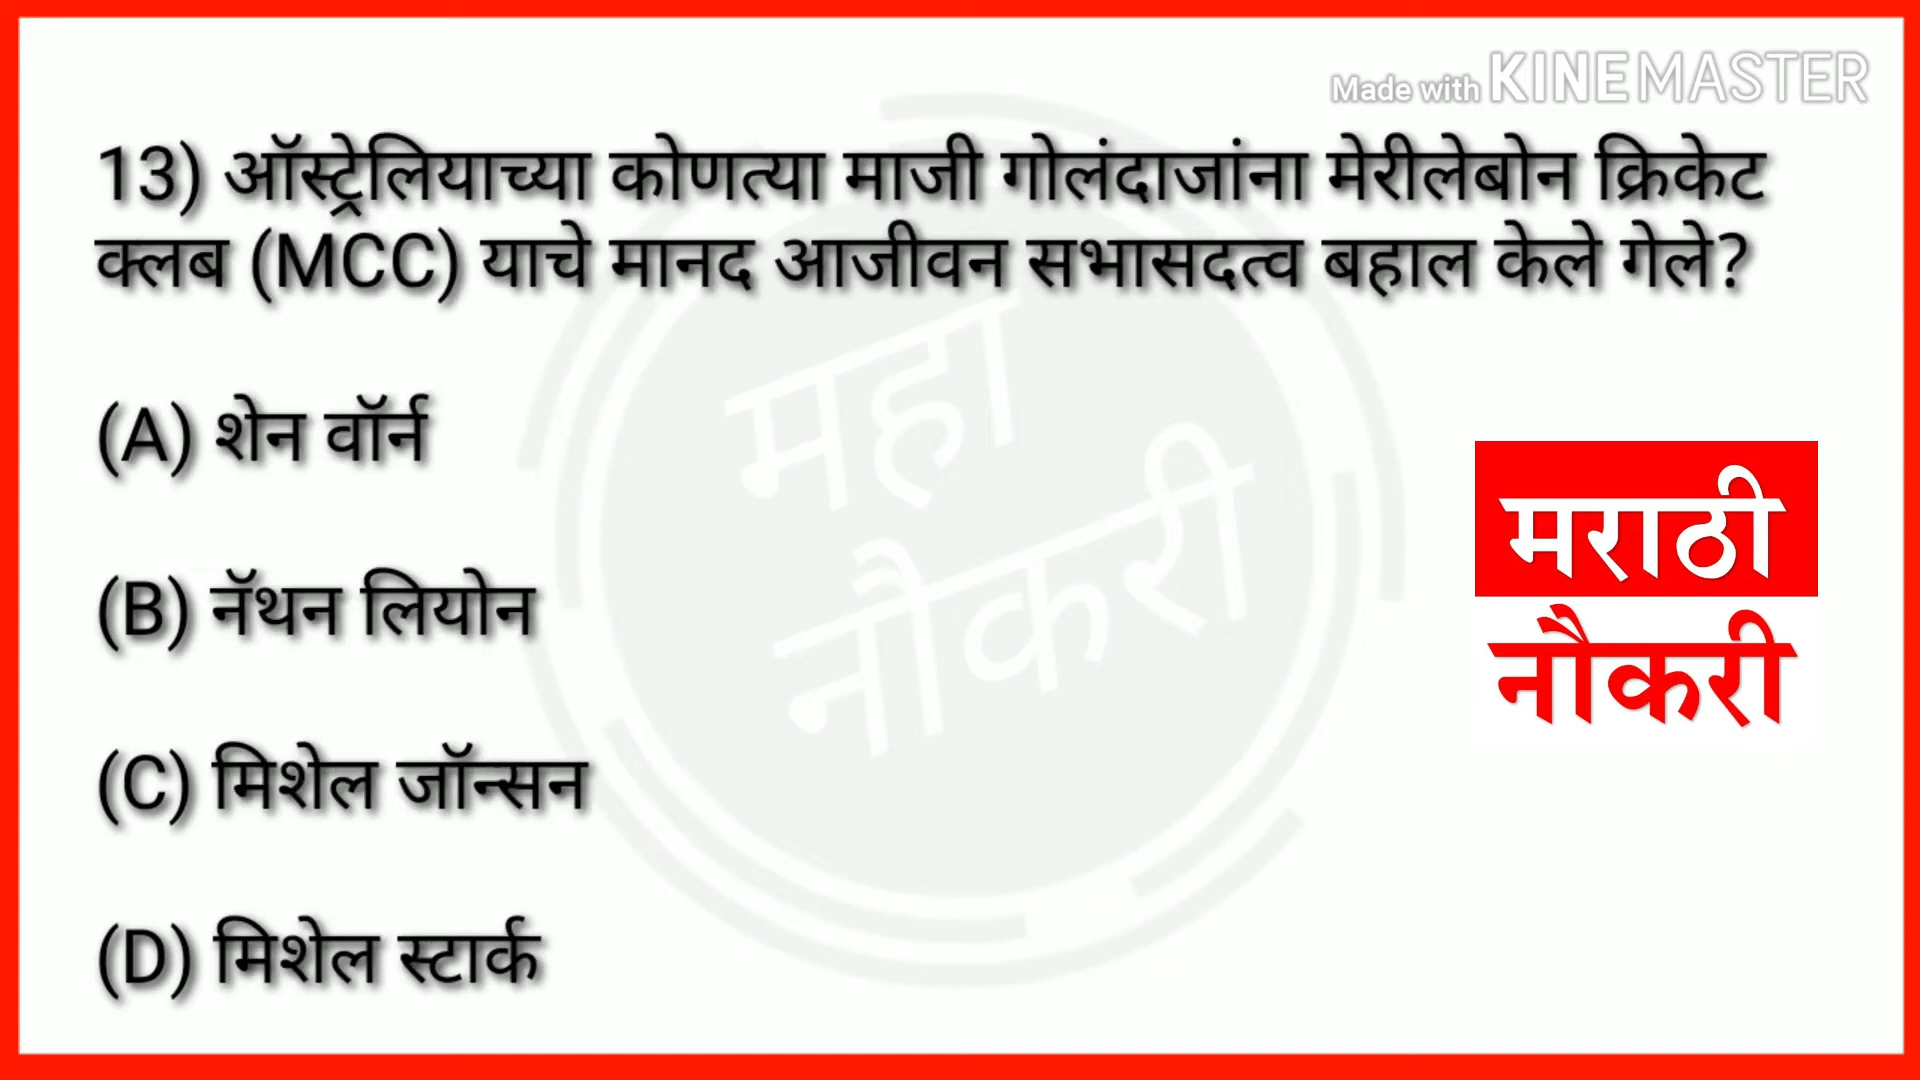 Made with KINEMASTER
13) ऑस्ट्रेलियाच्या कोणत्या माजी गोलंदाजांना मेरीलेबोन क्रिकेट
क्लब (MCC) याचे मानद आजीवन सभासदत्व बहाल केले गेले?
(A) शेन वॉर्न
(B) नॅथन लियोन
(C) मिशेल जॉन्सन
(D) मिशेल स्टार्क
महा
नौकरी
मराठी
नौकरी